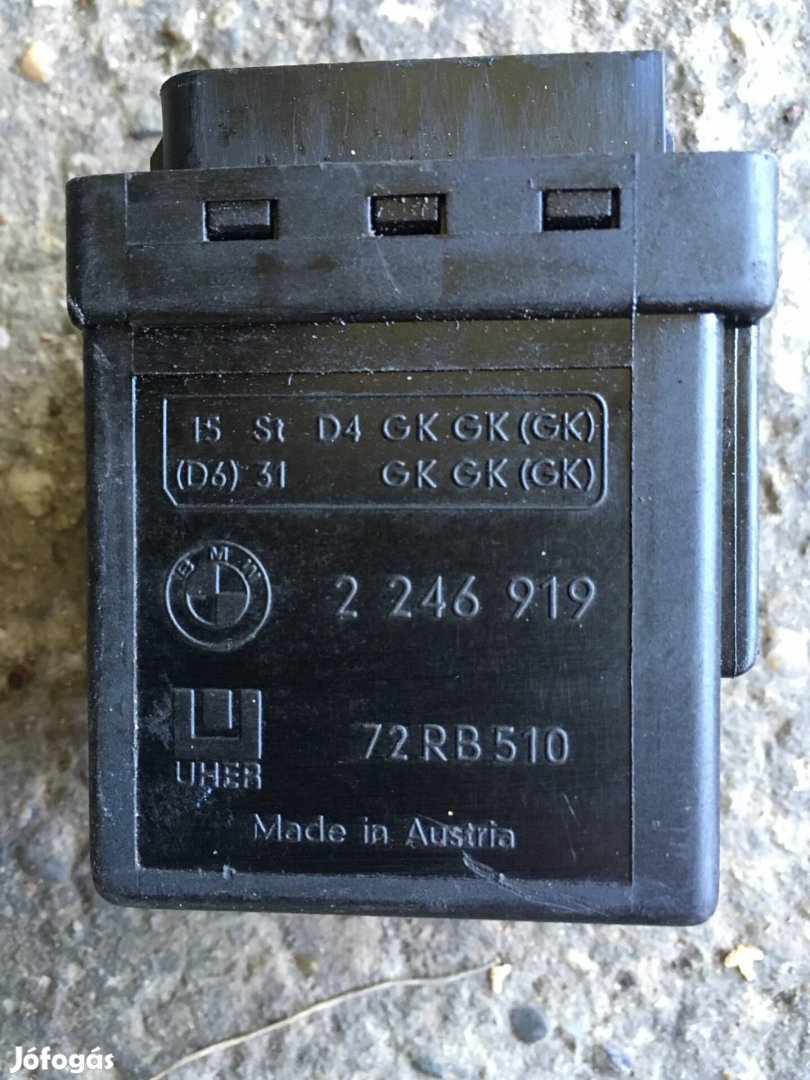 15 St D4 GK GK (GK)
(D6) 31 GK GK (GK)
BMW
2 246 919
UHER
72RB510
Made in Austria
Jófogás